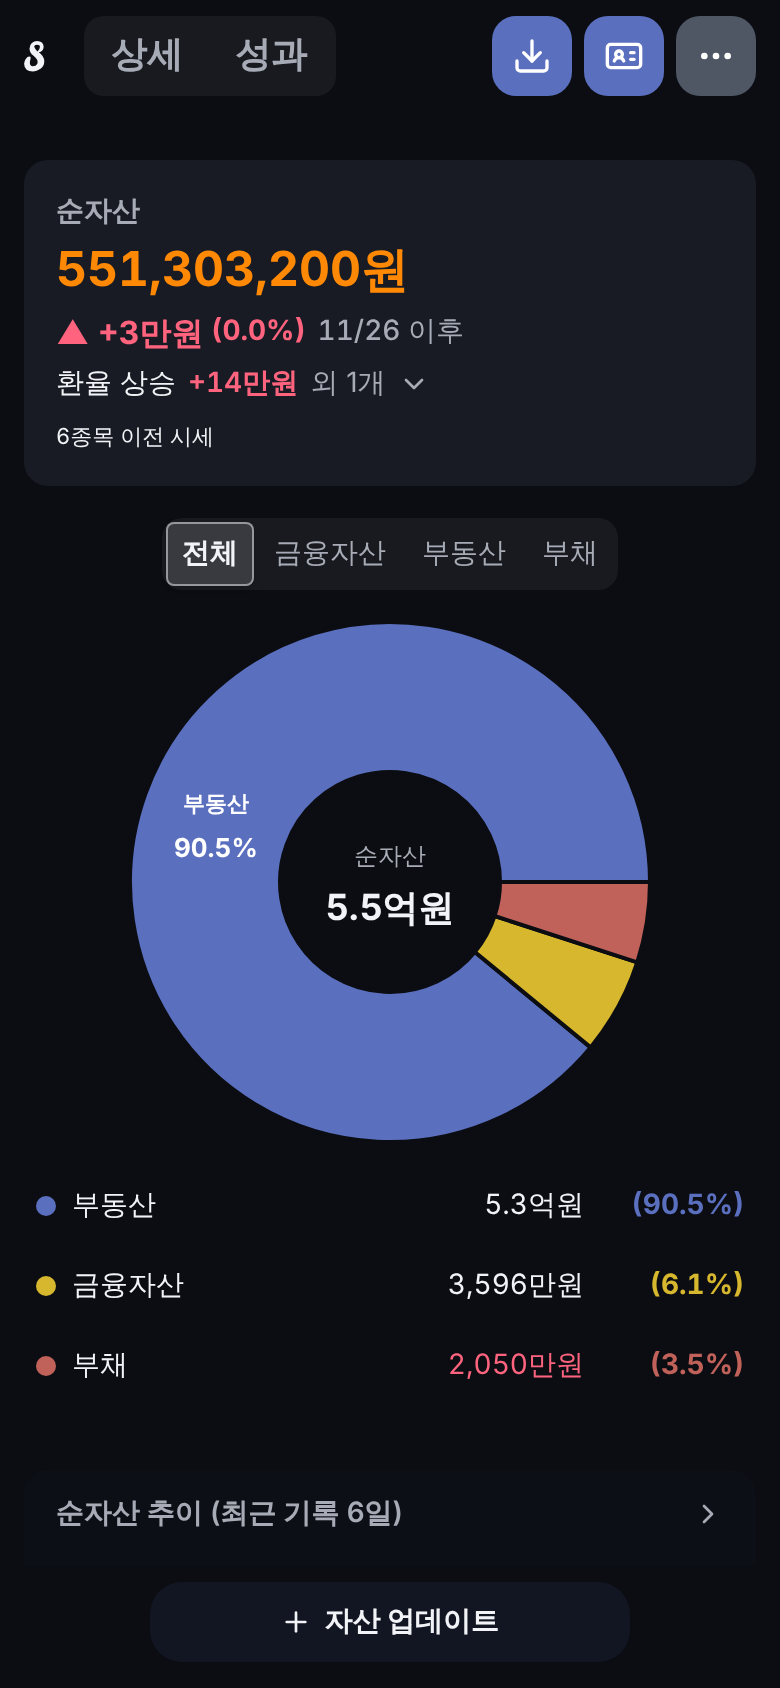 S
상세 성과
순자산
551,303,200원
▲ +3만원 (0.0%) 11/26 이후
환율 상승 +14만원 외 1개
6종목 이전 시세
전체 금융자산 부동산 부채
부동산
90.5%
순자산
5.5억원
부동산 5.3억원 (90.5%)
금융자산 3,596만원 (6.1%)
부채 2,050만원 (3.5%)
순자산 추이 (최근 기록 6일)
+ 자산 업데이트